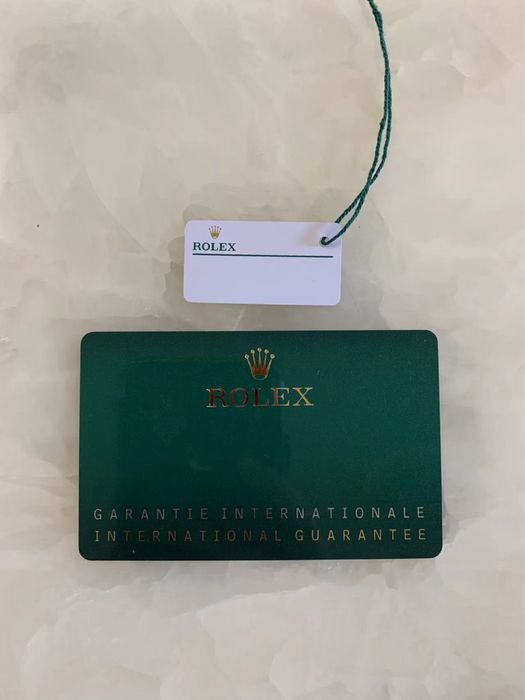 ROLEX
ROLEX
GARANTIE INTERNATIONALE
INTERNATIONAL GUARANTEE